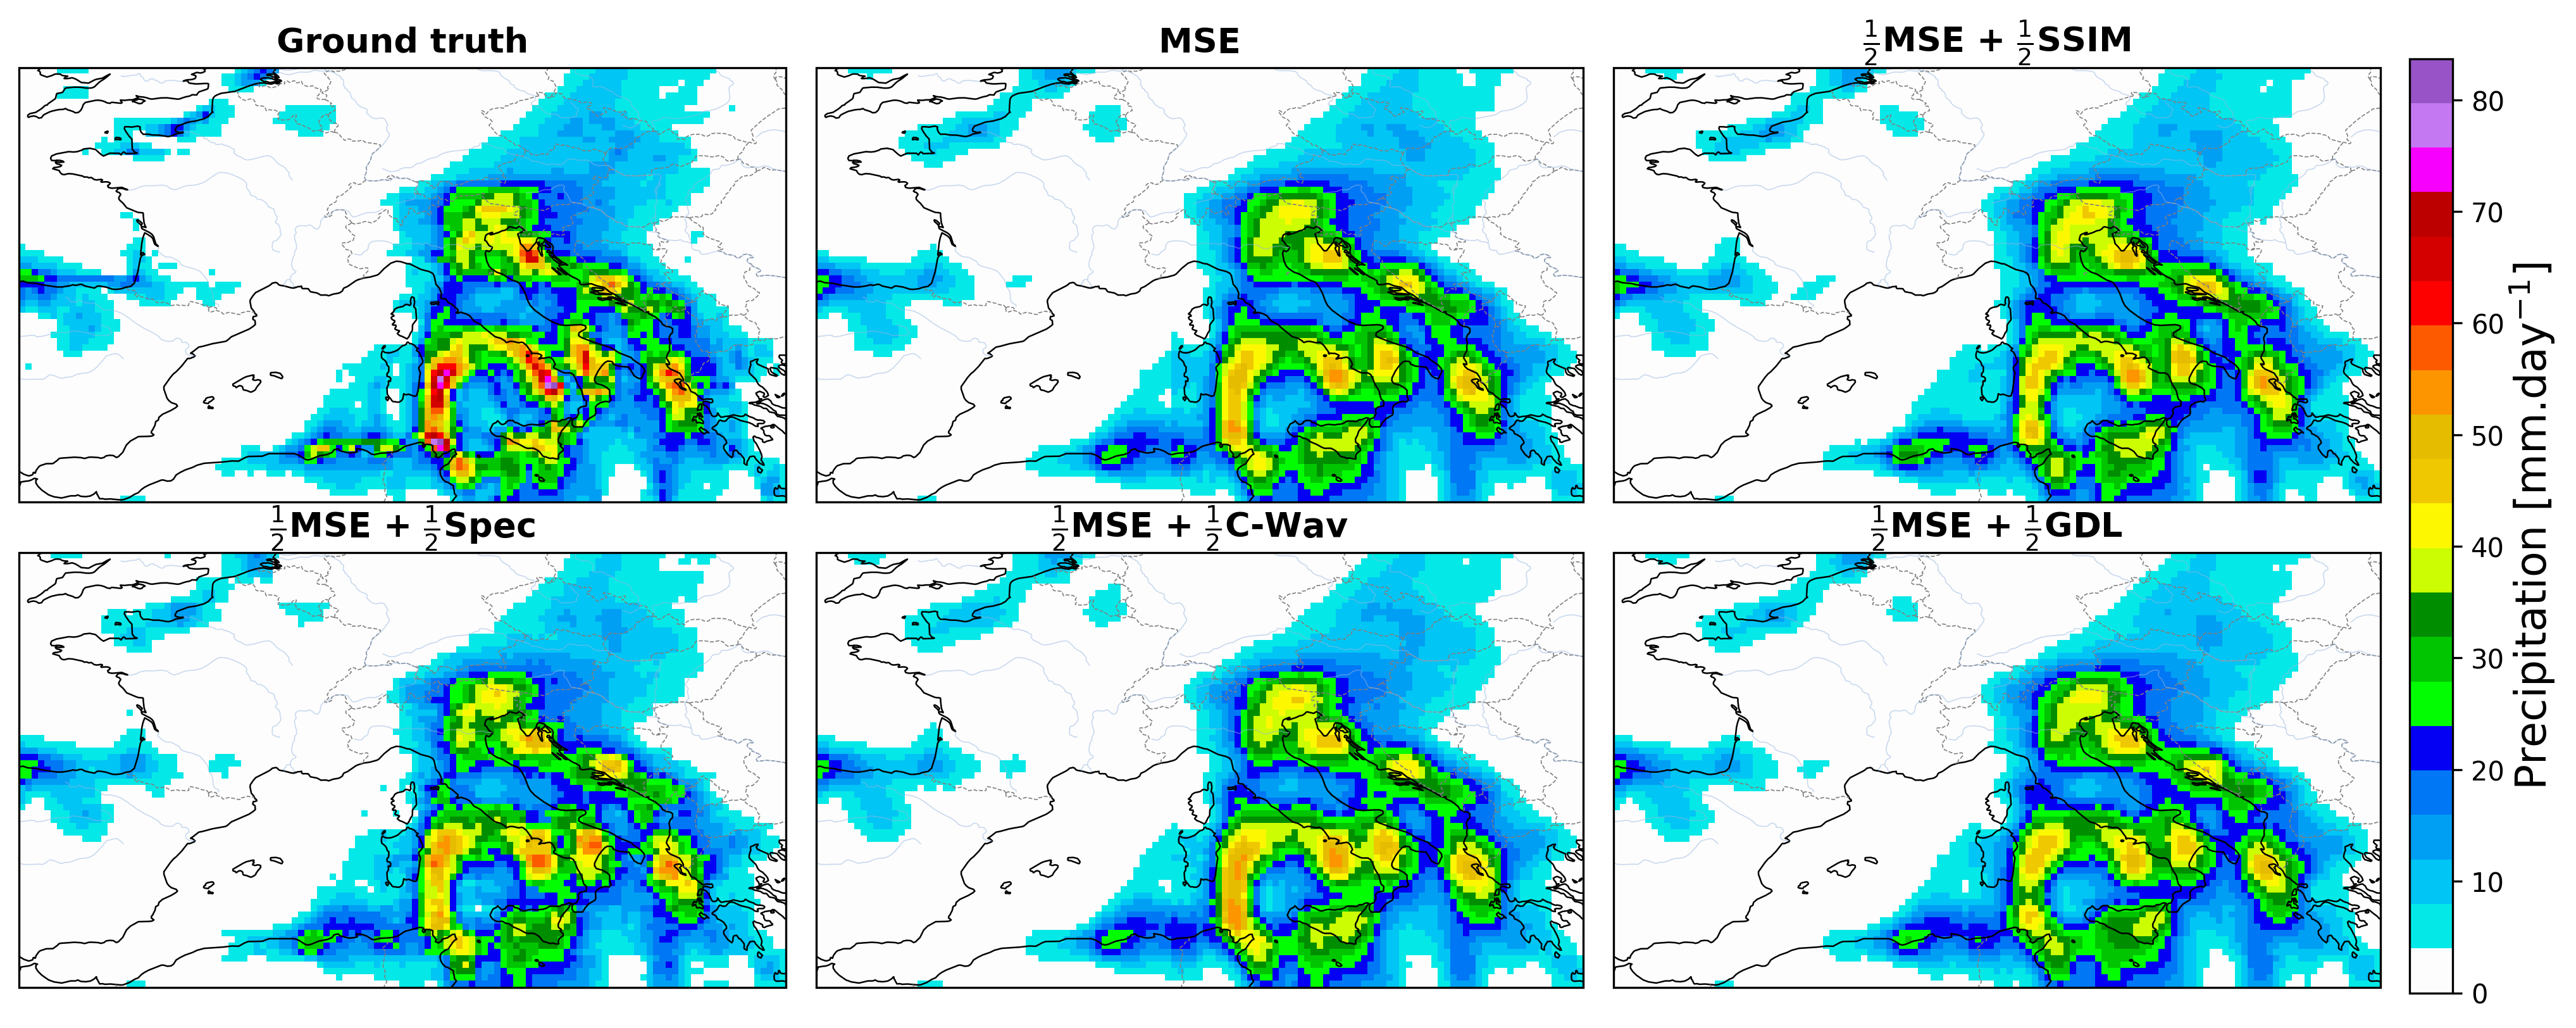 Ground truth
MSE
½MSE + ½SSIM
½MSE + ½Spec
½MSE + ½C-Wav
½MSE + ½GDL
80
70
60
50
40
30
20
10
0
Precipitation [mm.day⁻¹]